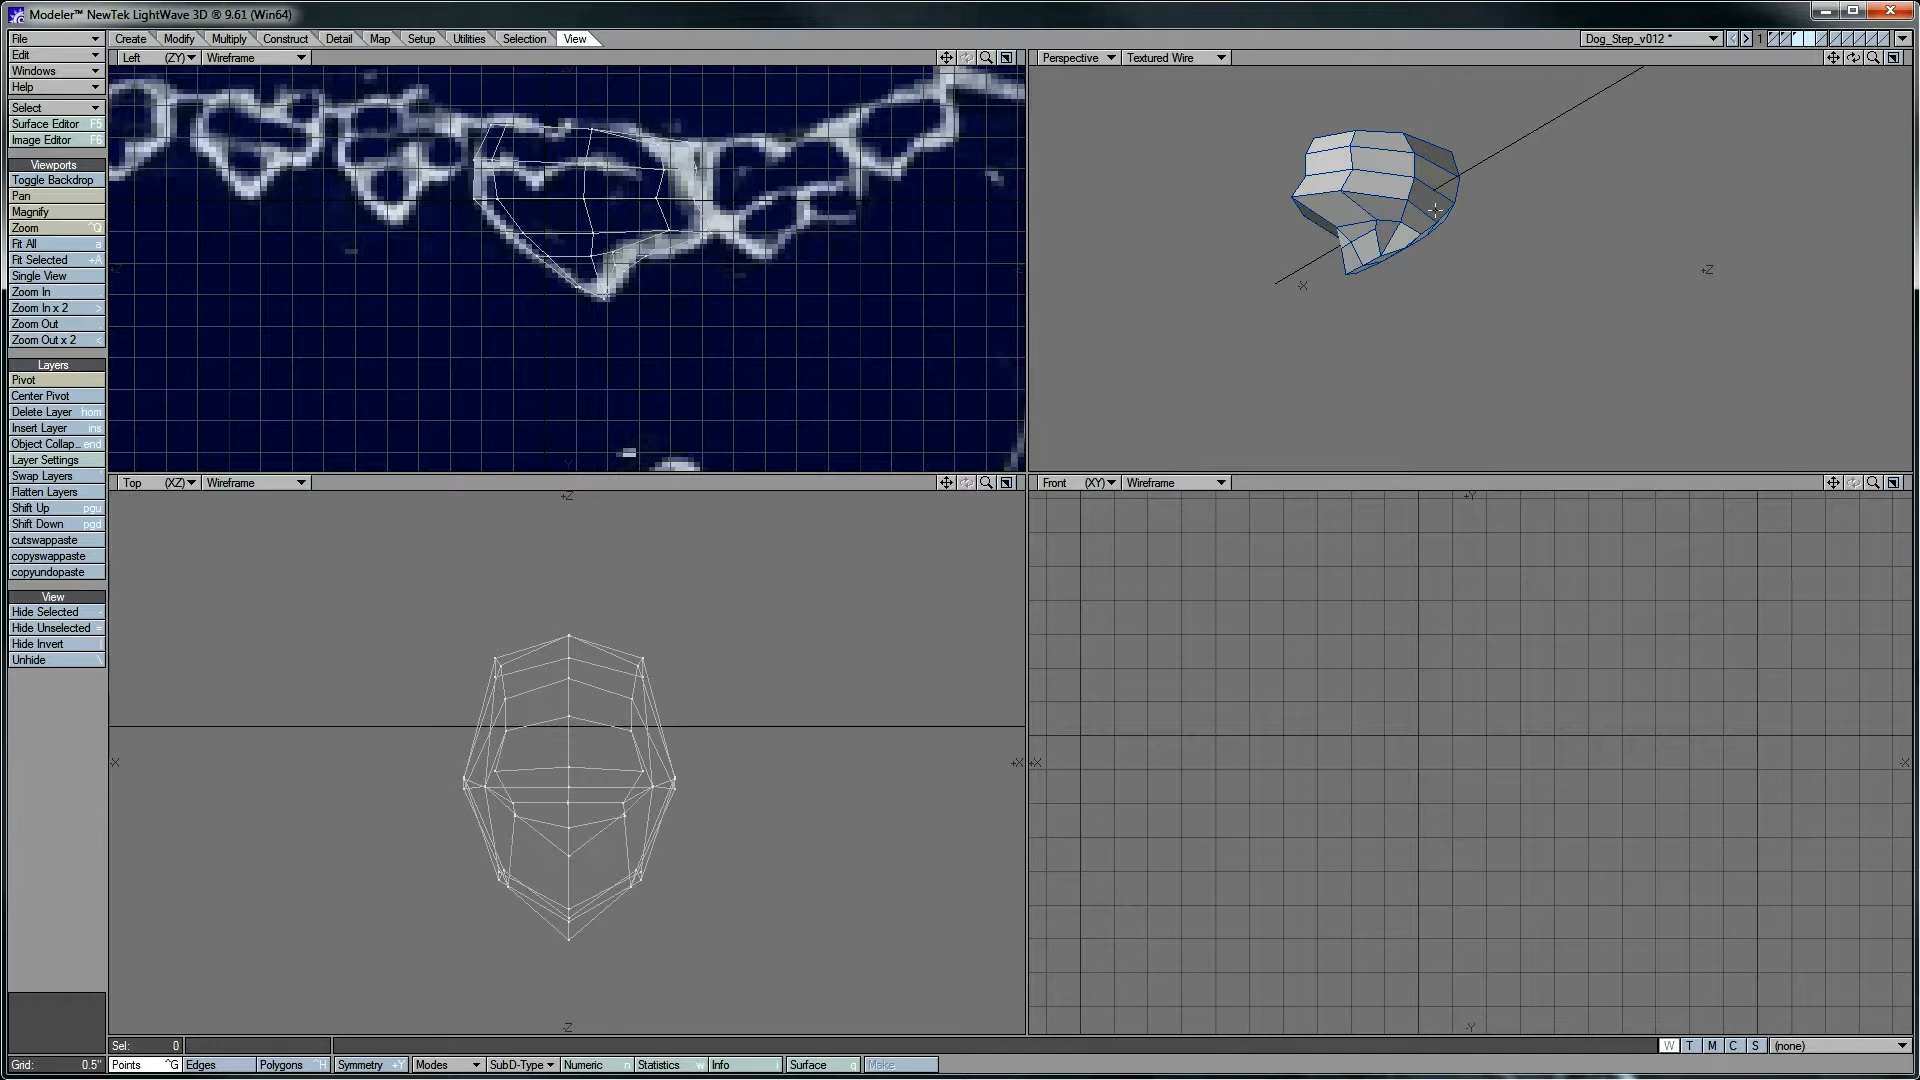 Modeler™ NewTek LightWave 3D ® 9.61 (Win64)
File Create Modify Multiply Construct Detail Map Setup Utilities Selection View Dog_Step_v012 * 1
Edit Left (ZY) Wireframe Perspective Textured Wire
Windows
Help
Select
Surface Editor F5
Image Editor F6
Viewports
Toggle Backdrop
Pan
Magnify
Zoom ^Q
Fit All a
Fit Selected +A
Single View
Zoom In .
Zoom In x 2 >
Zoom Out ,
Zoom Out x 2 <
Layers
Pivot
Center Pivot
Delete Layer hom
Insert Layer ins
Object Collap... end
Layer Settings
Swap Layers '
Flatten Layers
Shift Up pgu
Shift Down pgd
cutswappaste
copyswappaste
copyundopaste
View
Hide Selected -
Hide Unselected =
Hide Invert |
Unhide \
-X +Z
Top (XZ) Wireframe Front (XY) Wireframe
+Z +Y
-X +X +X -X
-Z -Y
Sel: 0 W T M C S (none)
Grid: 0.5" Points ^G Edges Polygons ^H Symmetry +Y Modes SubD-Type Numeric n Statistics w Info i Surface q Make